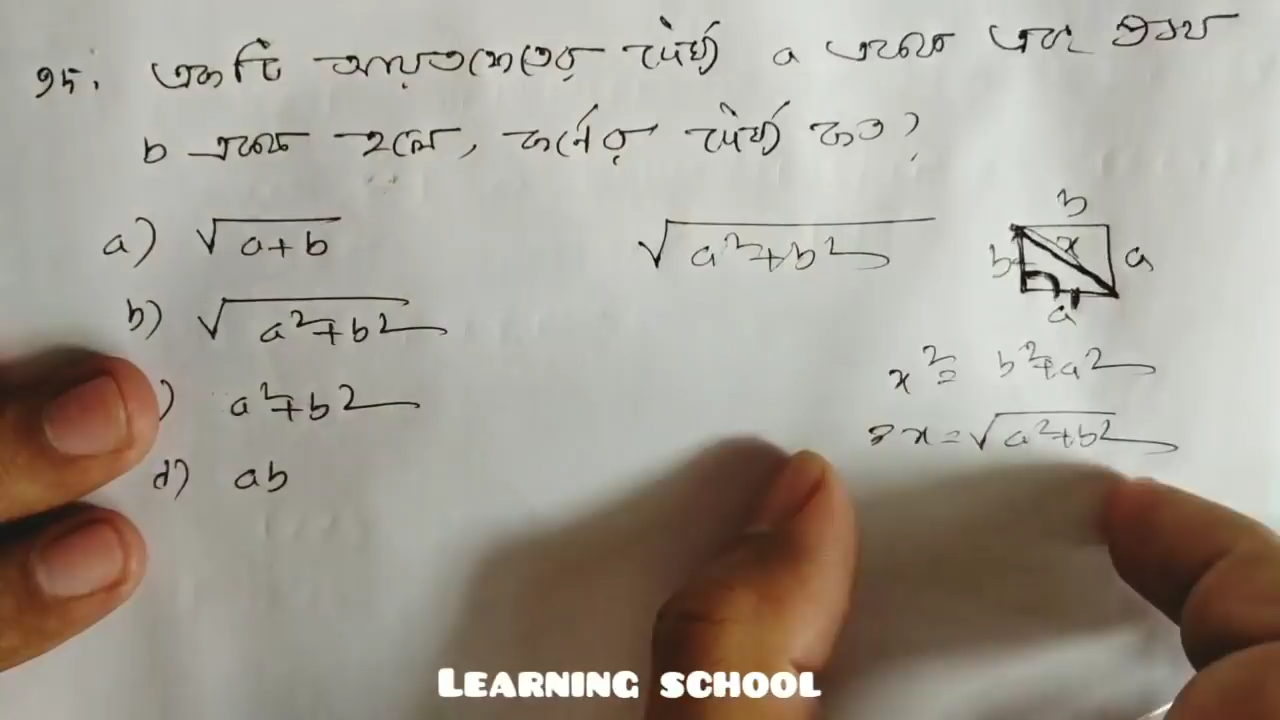 ১৮. একটি আয়তক্ষেত্রের দৈর্ঘ্য a একক এবং প্রস্থ
b একক হলে, কর্ণের দৈর্ঘ্য কত?
a) √(a+b)
b) √(a²+b²)
) a²+b²
d) ab
√(a²+b²)
b
b x a
a
x² = b²+a²
x = √(a²+b²)
LEARNING SCHOOL